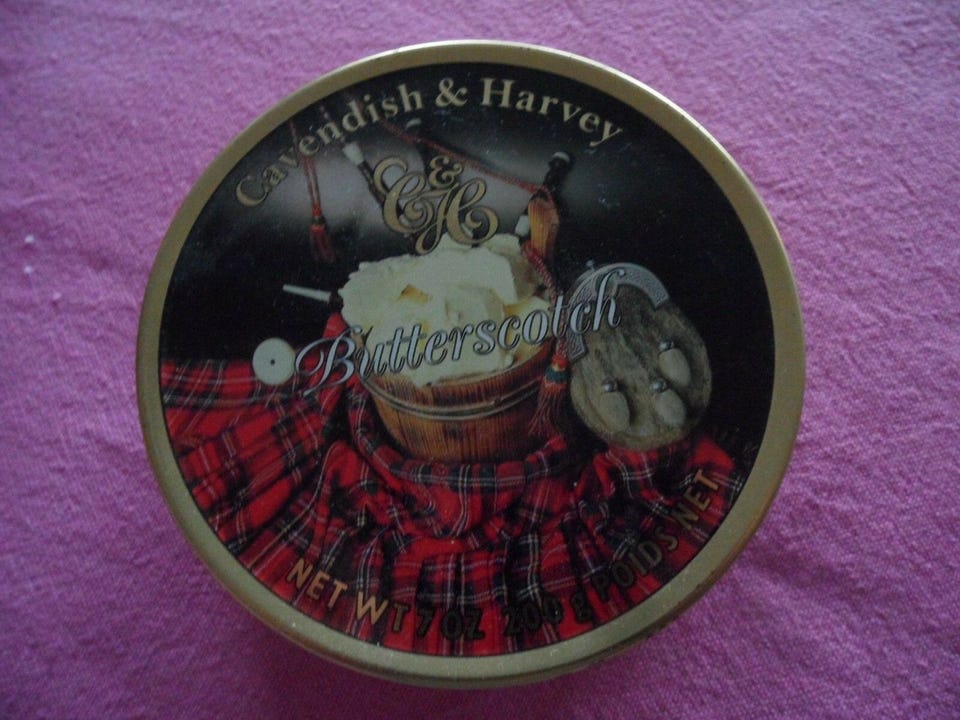 Cavendish & Harvey
C&H
Butterscotch
NET WT 7 OZ 200 g POIDS NET